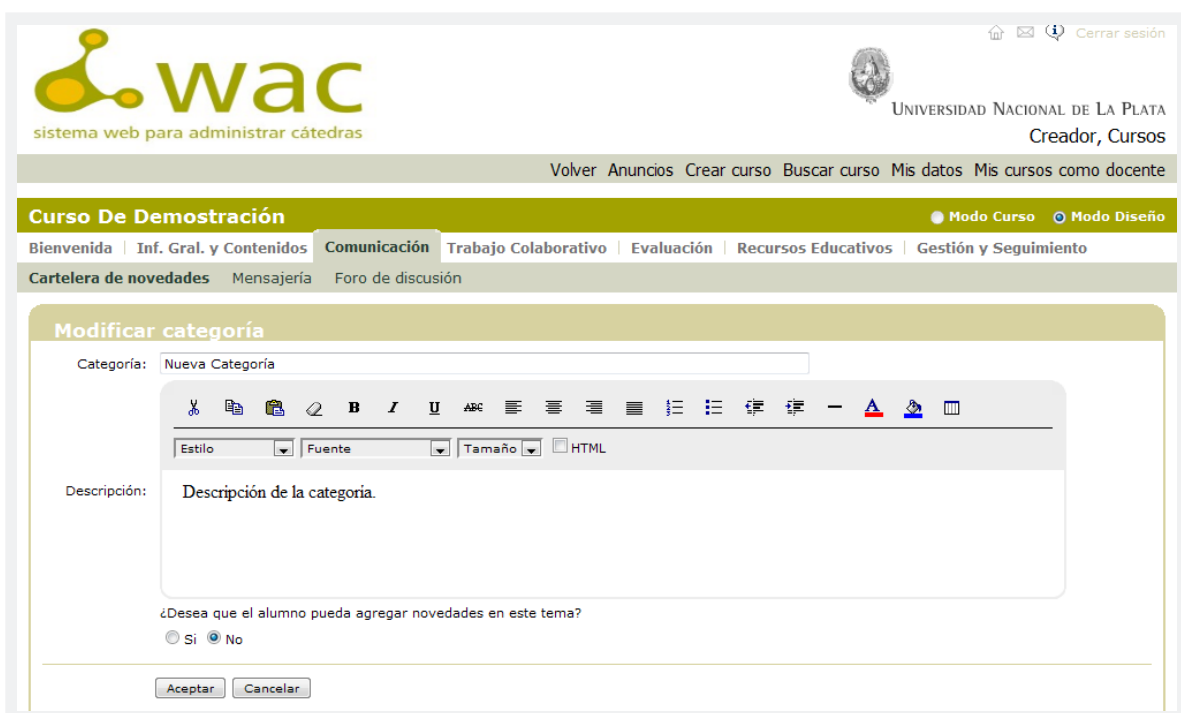 Cerrar sesión
wac
sistema web para administrar cátedras
UNIVERSIDAD NACIONAL DE LA PLATA
Creador, Cursos
Volver Anuncios Crear curso Buscar curso Mis datos Mis cursos como docente
Curso De Demostración Modo Curso Modo Diseño
Bienvenida | Inf. Gral. y Contenidos Comunicación Trabajo Colaborativo | Evaluación | Recursos Educativos | Gestión y Seguimiento
Cartelera de novedades Mensajería Foro de discusión
Modificar categoría
Categoría: Nueva Categoría
B I U ABC A
Estilo Fuente Tamaño HTML
Descripción: Descripción de la categoria.
¿Desea que el alumno pueda agregar novedades en este tema?
Si No
Aceptar Cancelar